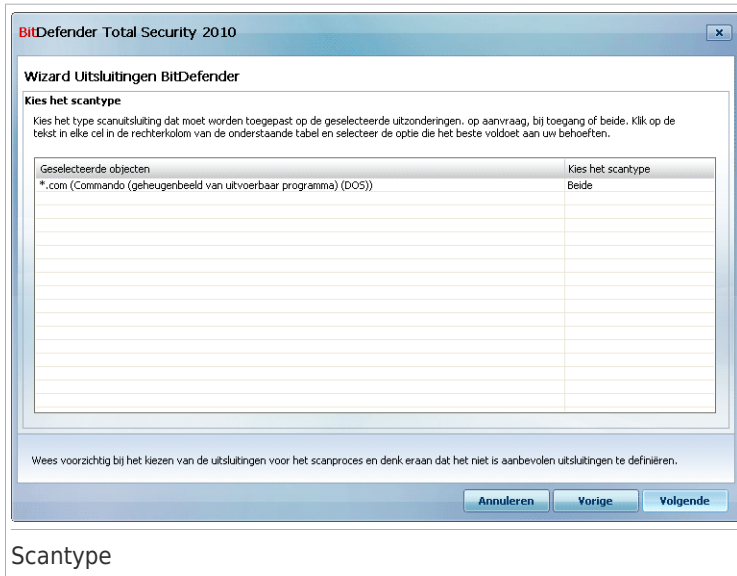 BitDefender Total Security 2010
Wizard Uitsluitingen BitDefender
Kies het scantype
Kies het type scanuitsluiting dat moet worden toegepast op de geselecteerde uitzonderingen. op aanvraag, bij toegang of beide. Klik op de
tekst in elke cel in de rechterkolom van de onderstaande tabel en selecteer de optie die het beste voldoet aan uw behoeften.
Geselecteerde objecten Kies het scantype
*.com (Commando (geheugenbeeld van uitvoerbaar programma) (DOS)) Beide
Wees voorzichtig bij het kiezen van de uitsluitingen voor het scanproces en denk eraan dat het niet is aanbevolen uitsluitingen te definiëren.
Annuleren Vorige Volgende
Scantype